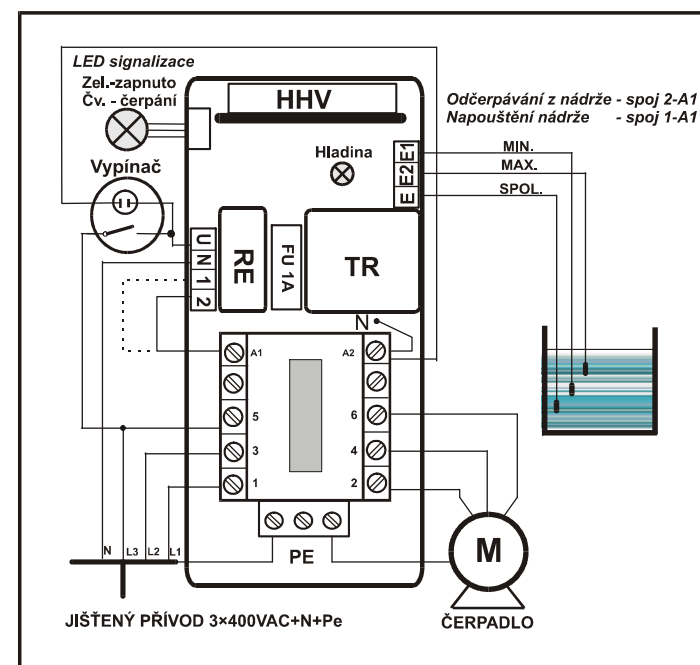 LED signalizace
Zel.-zapnuto
Čv. - čerpání
Vypínač
HHV
Hladina
Odčerpávání z nádrže - spoj 2-A1
Napouštění nádrže - spoj 1-A1
E1
E2
E
MIN.
MAX.
SPOL.
U
N
1
2
RE
FU 1A
TR
N
A1
A2
5
6
3
4
1
2
PE
N
L3
L2
L1
M
JIŠTENÝ PŘÍVOD 3×400VAC+N+Pe
ČERPADLO